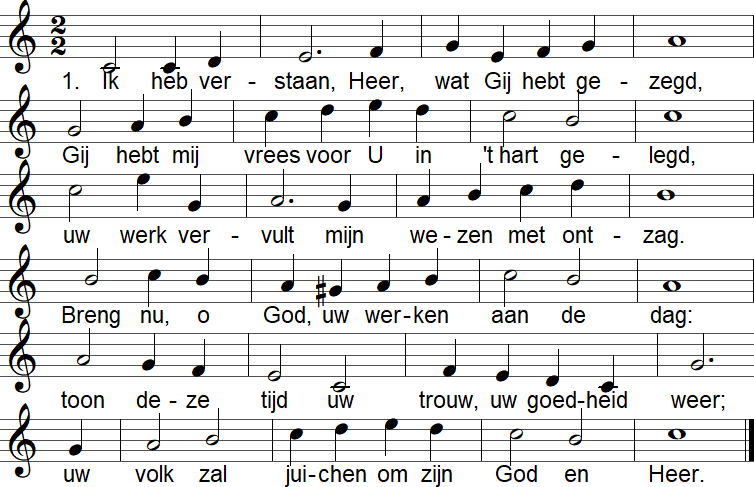 1. Ik heb ver - staan, Heer, wat Gij hebt ge - zegd,
Gij hebt mij vrees voor U in 't hart ge - legd,
uw werk ver - vult mijn we - zen met ont - zag.
Breng nu, o God, uw wer - ken aan de dag:
toon de - ze tijd uw trouw, uw goed - heid weer;
uw volk zal jui - chen om zijn God en Heer.